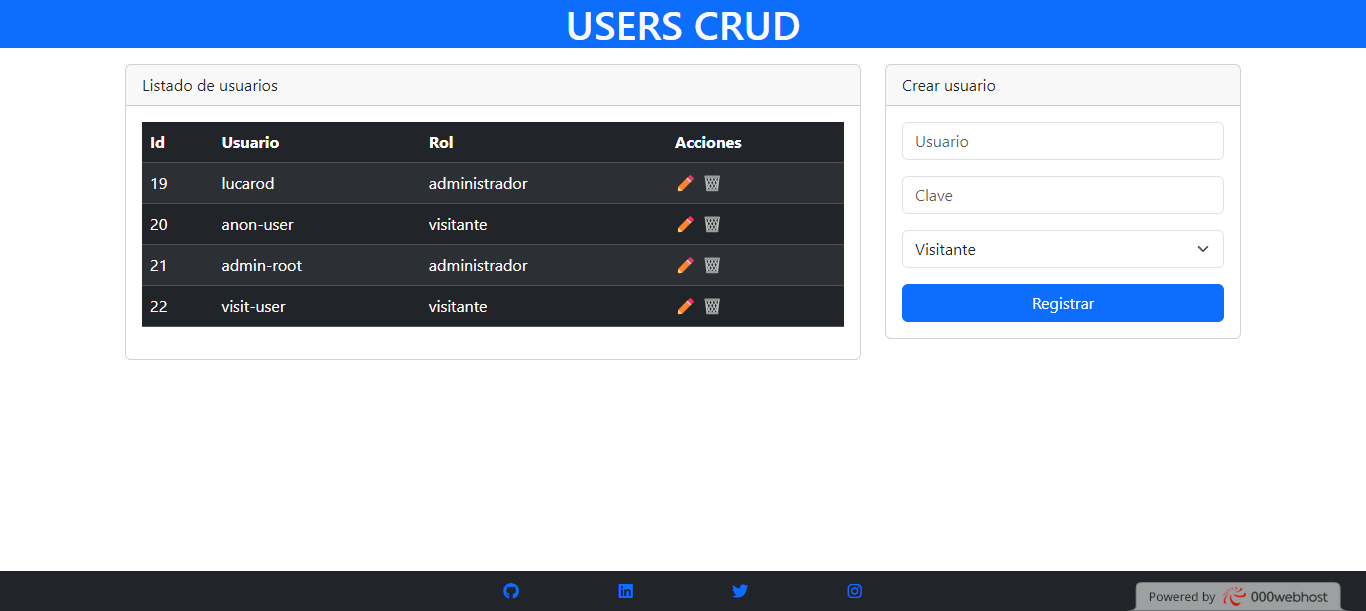 USERS CRUD
Listado de usuarios
Id Usuario Rol Acciones
19 lucarod administrador
20 anon-user visitante
21 admin-root administrador
22 visit-user visitante
Crear usuario
Usuario
Clave
Visitante
Registrar
Powered by 000webhost